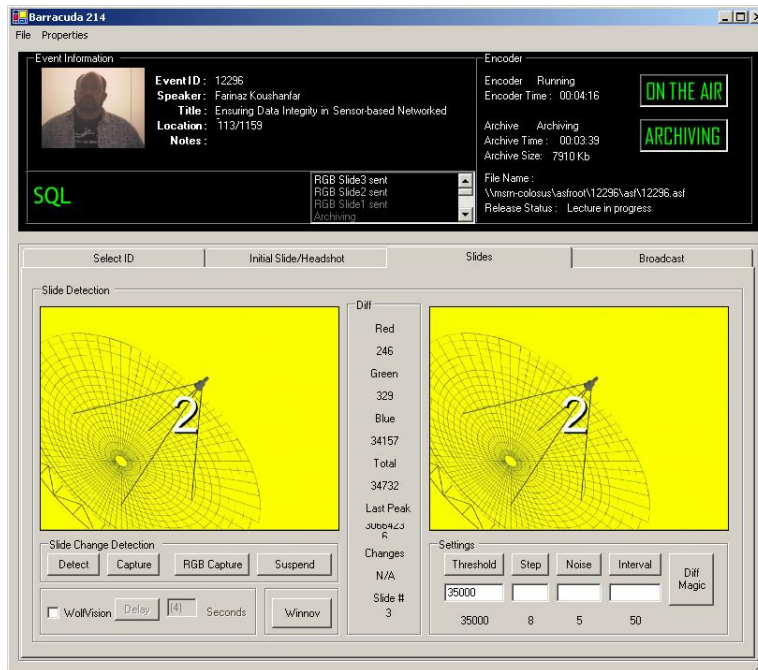 Barracuda 214
File Properties
Event Information
Event ID : 12296
Speaker : Farinaz Koushanfar
Title : Ensuring Data Integrity in Sensor-based Networked
Location : 113/1159
Notes :
SQL
RGB Slide3 sent
RGB Slide2 sent
RGB Slide1 sent
Archiving
Encoder
Encoder Running
Encoder Time : 00:04:16
ON THE AIR
Archive Archiving
Archive Time : 00:03:39
Archive Size: 7910 Kb
ARCHIVING
File Name :
\\msrn-colosus\asfroot\12296\asf\12296.asf
Release Status : Lecture in progress
Select ID
Initial Slide/Headshot
Slides
Broadcast
Slide Detection
2
Diff
Red
246
Green
329
Blue
34157
Total
34732
Last Peak
3066423
6
Changes
N/A
Slide #
3
2
Slide Change Detection
Detect Capture RGB Capture Suspend
WolfVision Delay (4) Seconds Winnov
Settings
Threshold Step Noise Interval
35000
35000 8 5 50
Diff
Magic